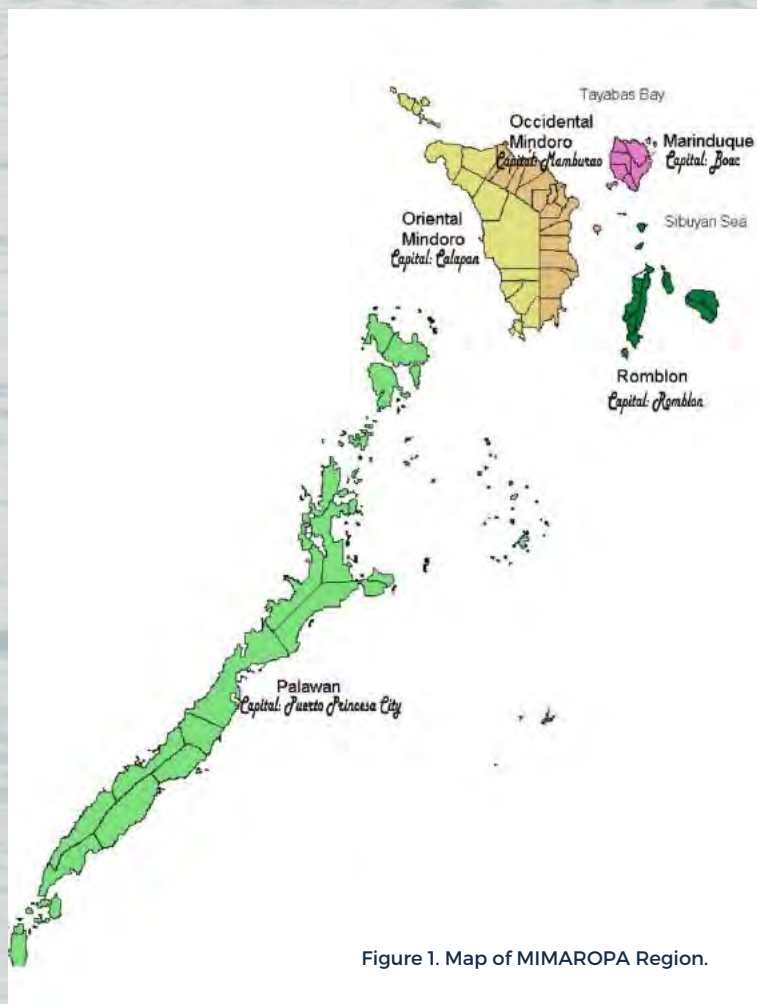 Tayabas Bay
Occidental
Mindoro
Capital: Mamburao
Marinduque
Capital: Boac
Oriental
Mindoro
Capital: Calapan
Sibuyan Sea
Romblon
Capital: Romblon
Palawan
Capital: Puerto Princesa City
Figure 1. Map of MIMAROPA Region.